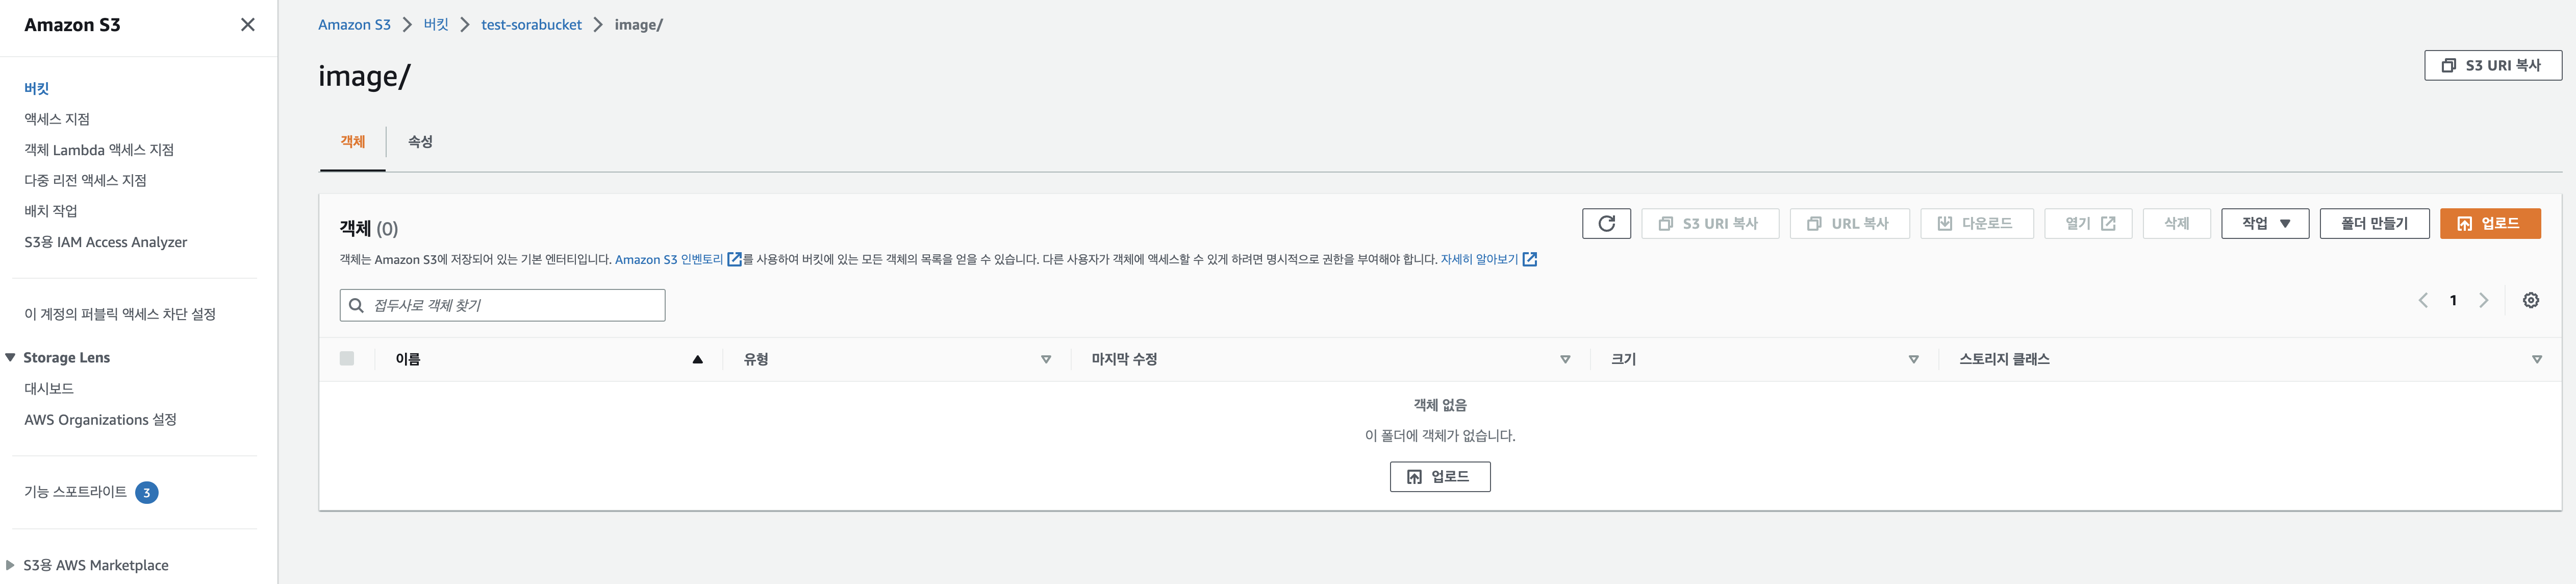 Amazon S3
버킷
액세스 지점
객체 Lambda 액세스 지점
다중 리전 액세스 지점
배치 작업
S3용 IAM Access Analyzer
이 계정의 퍼블릭 액세스 차단 설정
Storage Lens
대시보드
AWS Organizations 설정
기능 스포트라이트 3
S3용 AWS Marketplace
Amazon S3 버킷 test-sorabucket image/
image/
S3 URI 복사
객체 속성
객체 (0)
S3 URI 복사 URL 복사 다운로드 열기 삭제 작업 폴더 만들기 업로드
객체는 Amazon S3에 저장되어 있는 기본 엔터티입니다. Amazon S3 인벤토리 를 사용하여 버킷에 있는 모든 객체의 목록을 얻을 수 있습니다. 다른 사용자가 객체에 액세스할 수 있게 하려면 명시적으로 권한을 부여해야 합니다. 자세히 알아보기
접두사로 객체 찾기
1
이름 유형 마지막 수정 크기 스토리지 클래스
객체 없음
이 폴더에 객체가 없습니다.
업로드